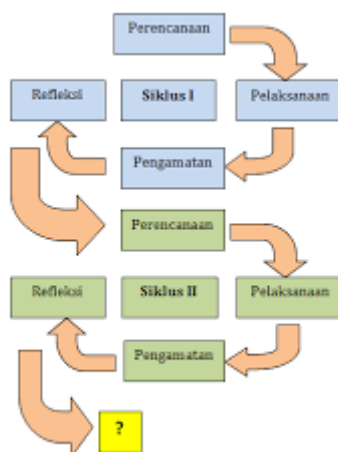 Perencanaan
Refleksi
Siklus I
Pelaksanaan
Pengamatan
Perencanaan
Refleksi
Siklus II
Pelaksanaan
Pengamatan
?